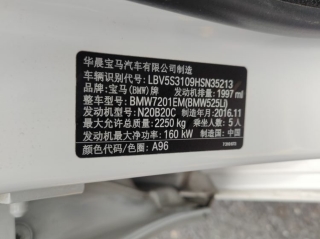 华晨宝马汽车有限公司制造
车辆识别代号: LBV5S3109HSN35213
品牌: 宝马(BMW)牌 发动机排量: 1997 ml
整车型号: BMW7201EM(BMW525Li)
发动机型号: N20B20C 制造年月: 2016.11
最大允许总质量: 2250 kg 乘坐人数: 5 人
发动机最大净功率: 160 kW 制造国: 中国
颜色代码/色圈: A96